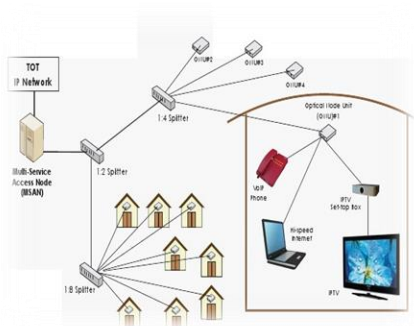 TOT
IP Network
Multi-Service
Access Node
(MSAN)
1:2 Splitter
1:4 Splitter
1:8 Splitter
ONU#2
ONU#3
ONU#4
Optical Node Unit
(ONU)#1
VoIP
Phone
Hi-speed
Internet
IPTV
Set-top Box
IPTV